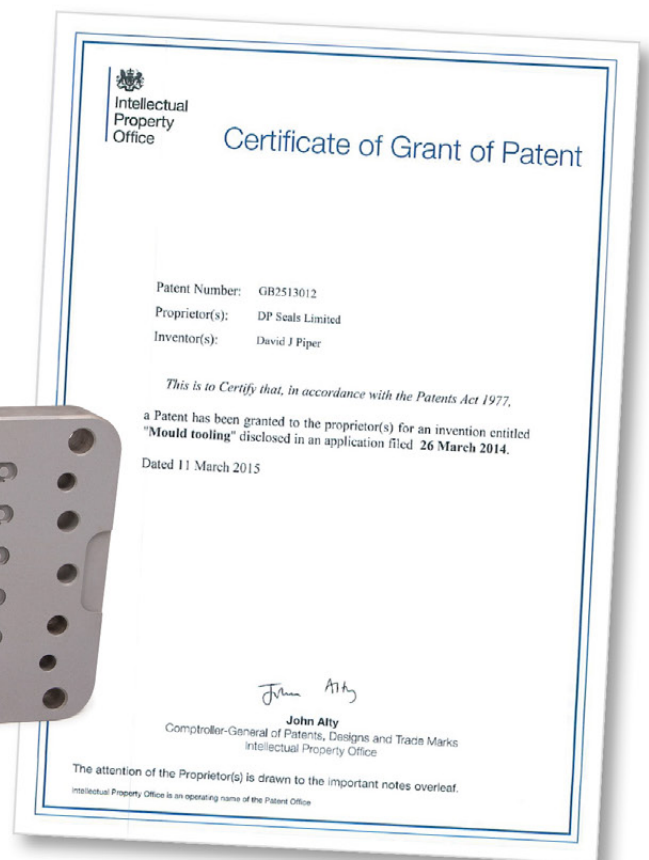 Intellectual
Property
Office
Certificate of Grant of Patent
Patent Number: GB2513012
Proprietor(s): DP Seals Limited
Inventor(s): David J Piper
This is to Certify that, in accordance with the Patents Act 1977,
a Patent has been granted to the proprietor(s) for an invention entitled
"Mould tooling" disclosed in an application filed 26 March 2014.
Dated 11 March 2015
John Alty
John Alty
Comptroller-General of Patents, Designs and Trade Marks
Intellectual Property Office
The attention of the Proprietor(s) is drawn to the important notes overleaf.
Intellectual Property Office is an operating name of the Patent Office